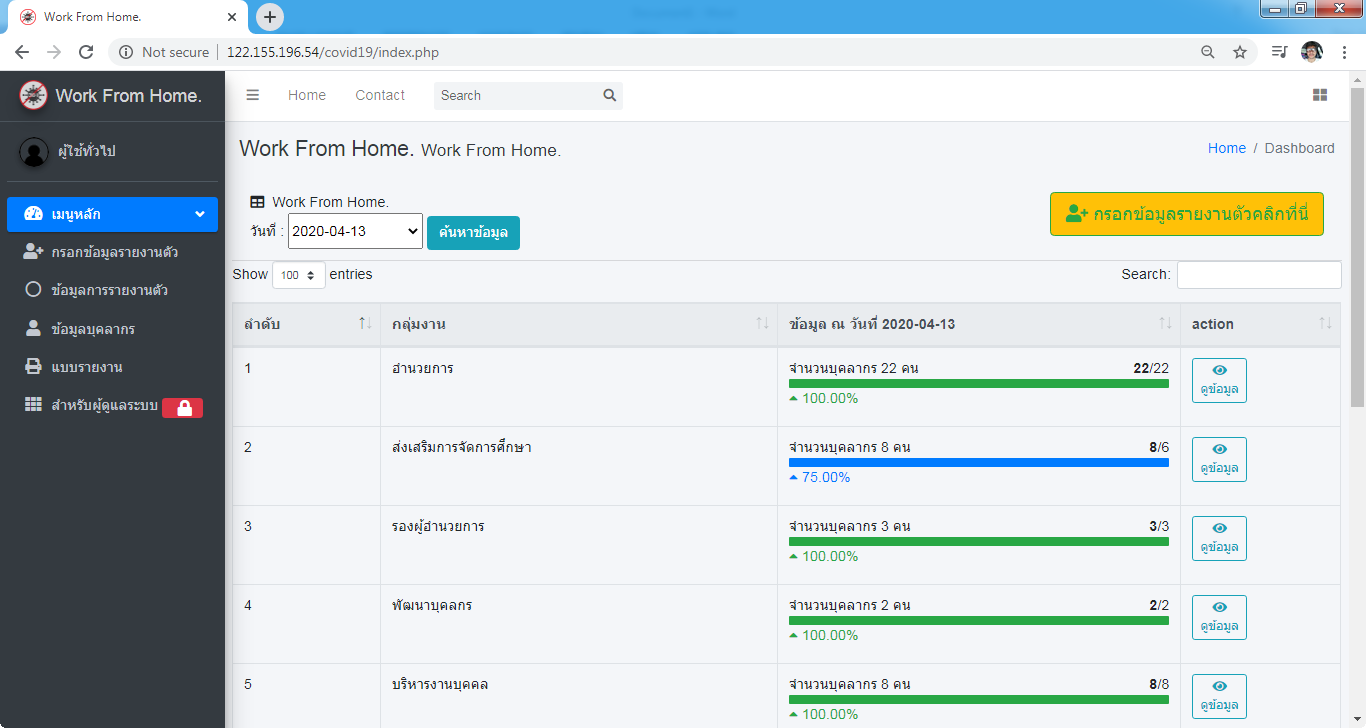 Work From Home.
Not secure | 122.155.196.54/covid19/index.php
Work From Home.
Home Contact Search
ผู้ใช้ทั่วไป
Work From Home. Work From Home.
Home / Dashboard
เมนูหลัก
กรอกข้อมูลรายงานตัว
ข้อมูลการรายงานตัว
ข้อมูลบุคลากร
แบบรายงาน
สำหรับผู้ดูแลระบบ
Work From Home.
วันที่ : 2020-04-13 ค้นหาข้อมูล
กรอกข้อมูลรายงานตัวคลิกที่นี่
Show 100 entries
Search:
ลำดับ กลุ่มงาน ข้อมูล ณ วันที่ 2020-04-13 action
1 อำนวยการ จำนวนบุคลากร 22 คน 22/22
100.00%
ดูข้อมูล
2 ส่งเสริมการจัดการศึกษา จำนวนบุคลากร 8 คน 8/6
75.00%
ดูข้อมูล
3 รองผู้อำนวยการ จำนวนบุคลากร 3 คน 3/3
100.00%
ดูข้อมูล
4 พัฒนาบุคลกร จำนวนบุคลากร 2 คน 2/2
100.00%
ดูข้อมูล
5 บริหารงานบุคคล จำนวนบุคลากร 8 คน 8/8
100.00%
ดูข้อมูล